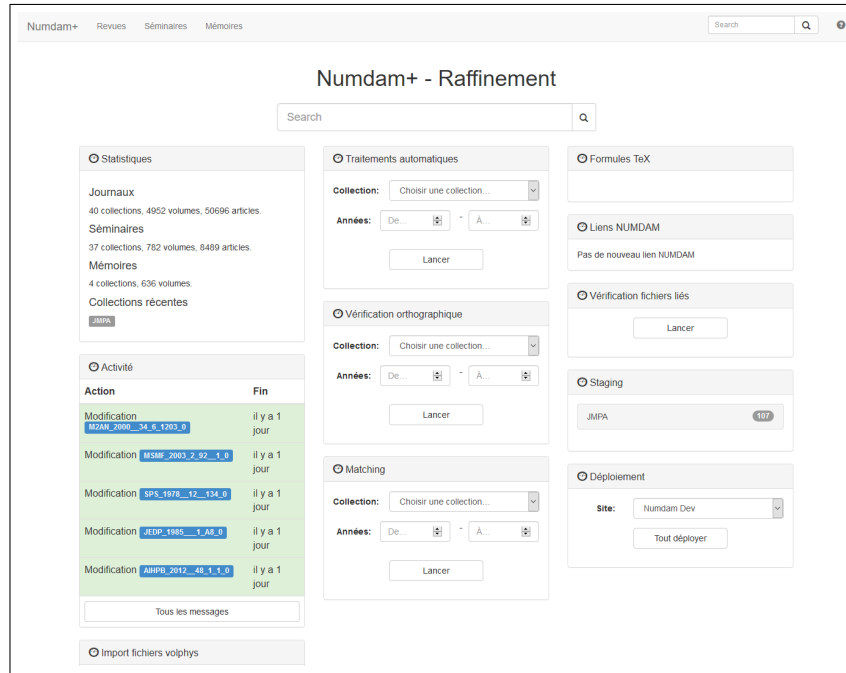 Numdam+ Revues Séminaires Mémoires Search
Numdam+ - Raffinement
Search
Statistiques
Journaux
40 collections, 4952 volumes, 50696 articles.
Séminaires
37 collections, 782 volumes, 8489 articles.
Mémoires
4 collections, 636 volumes.
Collections récentes
JMPA
Activité
Action Fin
Modification
M2AN_2000__34_6_1203_0
il y a 1
jour
Modification MSMF_2003_2_92__1_0 il y a 1
jour
Modification SPS_1978__12__134_0 il y a 1
jour
Modification JEDP_1985___1_A8_0 il y a 1
jour
Modification AIHPB_2012__48_1_1_0 il y a 1
jour
Tous les messages
Import fichiers volphys
Traitements automatiques
Collection: Choisir une collection...
Années: De... - À...
Lancer
Vérification orthographique
Collection: Choisir une collection...
Années: De... - À...
Lancer
Matching
Collection: Choisir une collection...
Années: De... - À...
Lancer
Formules TeX
Liens NUMDAM
Pas de nouveau lien NUMDAM
Vérification fichiers liés
Lancer
Staging
JMPA 107
Déploiement
Site: Numdam Dev
Tout déployer